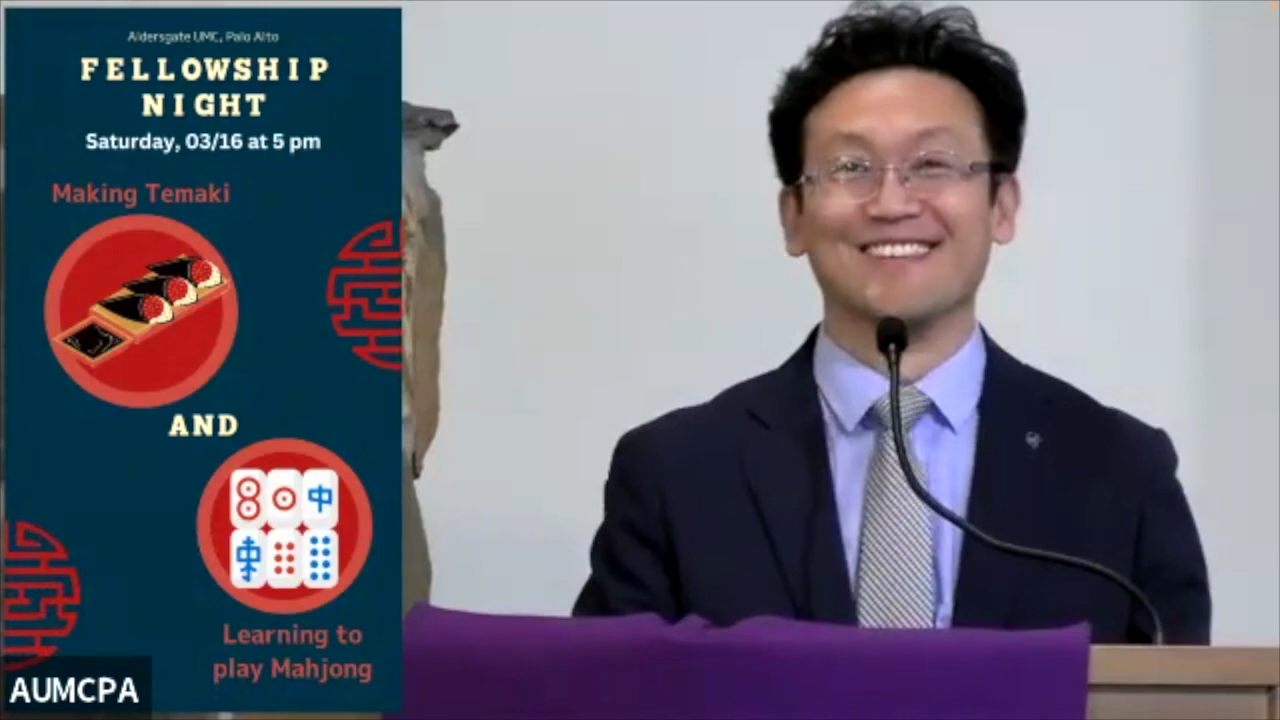 Aldersgate UMC, Palo Alto
FELLOWSHIP
NIGHT
Saturday, 03/16 at 5 pm
Making Temaki
AND
中
Learning to
play Mahjong
AUMCPA